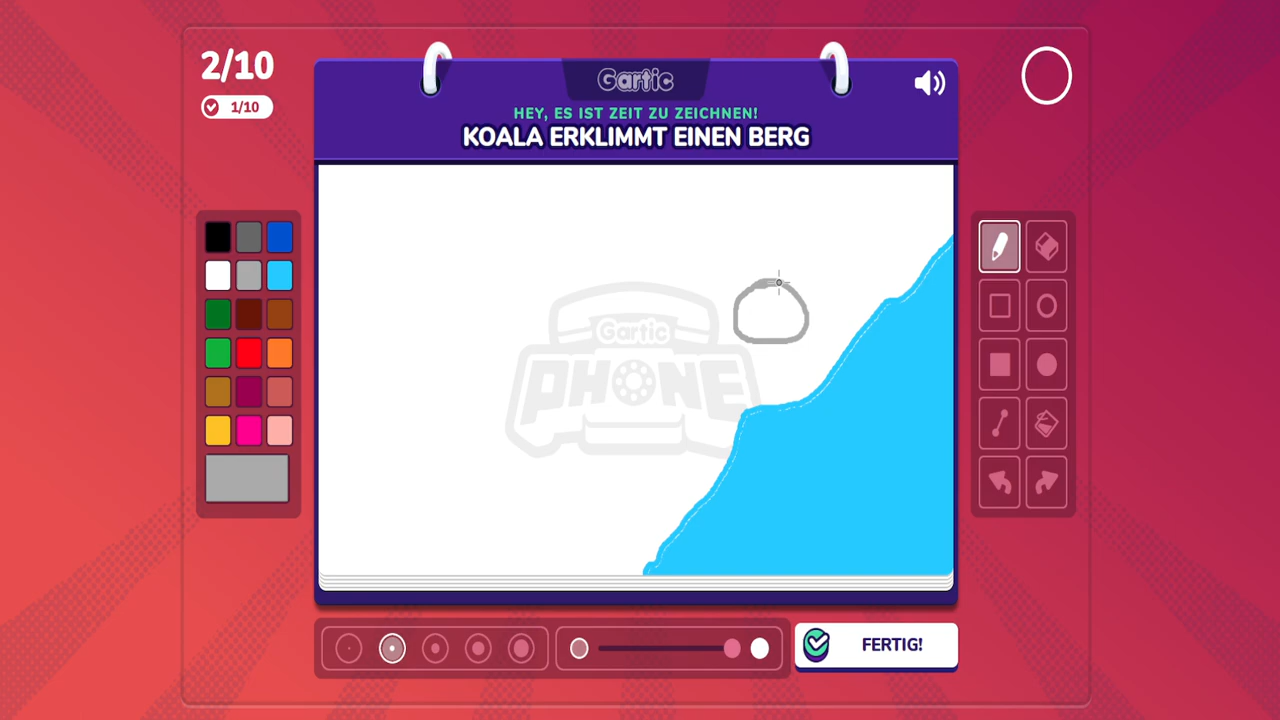 2/10
1/10
Gartic
HEY, ES IST ZEIT ZU ZEICHNEN!
KOALA ERKLIMMT EINEN BERG
Gartic
PHONE
FERTIG!